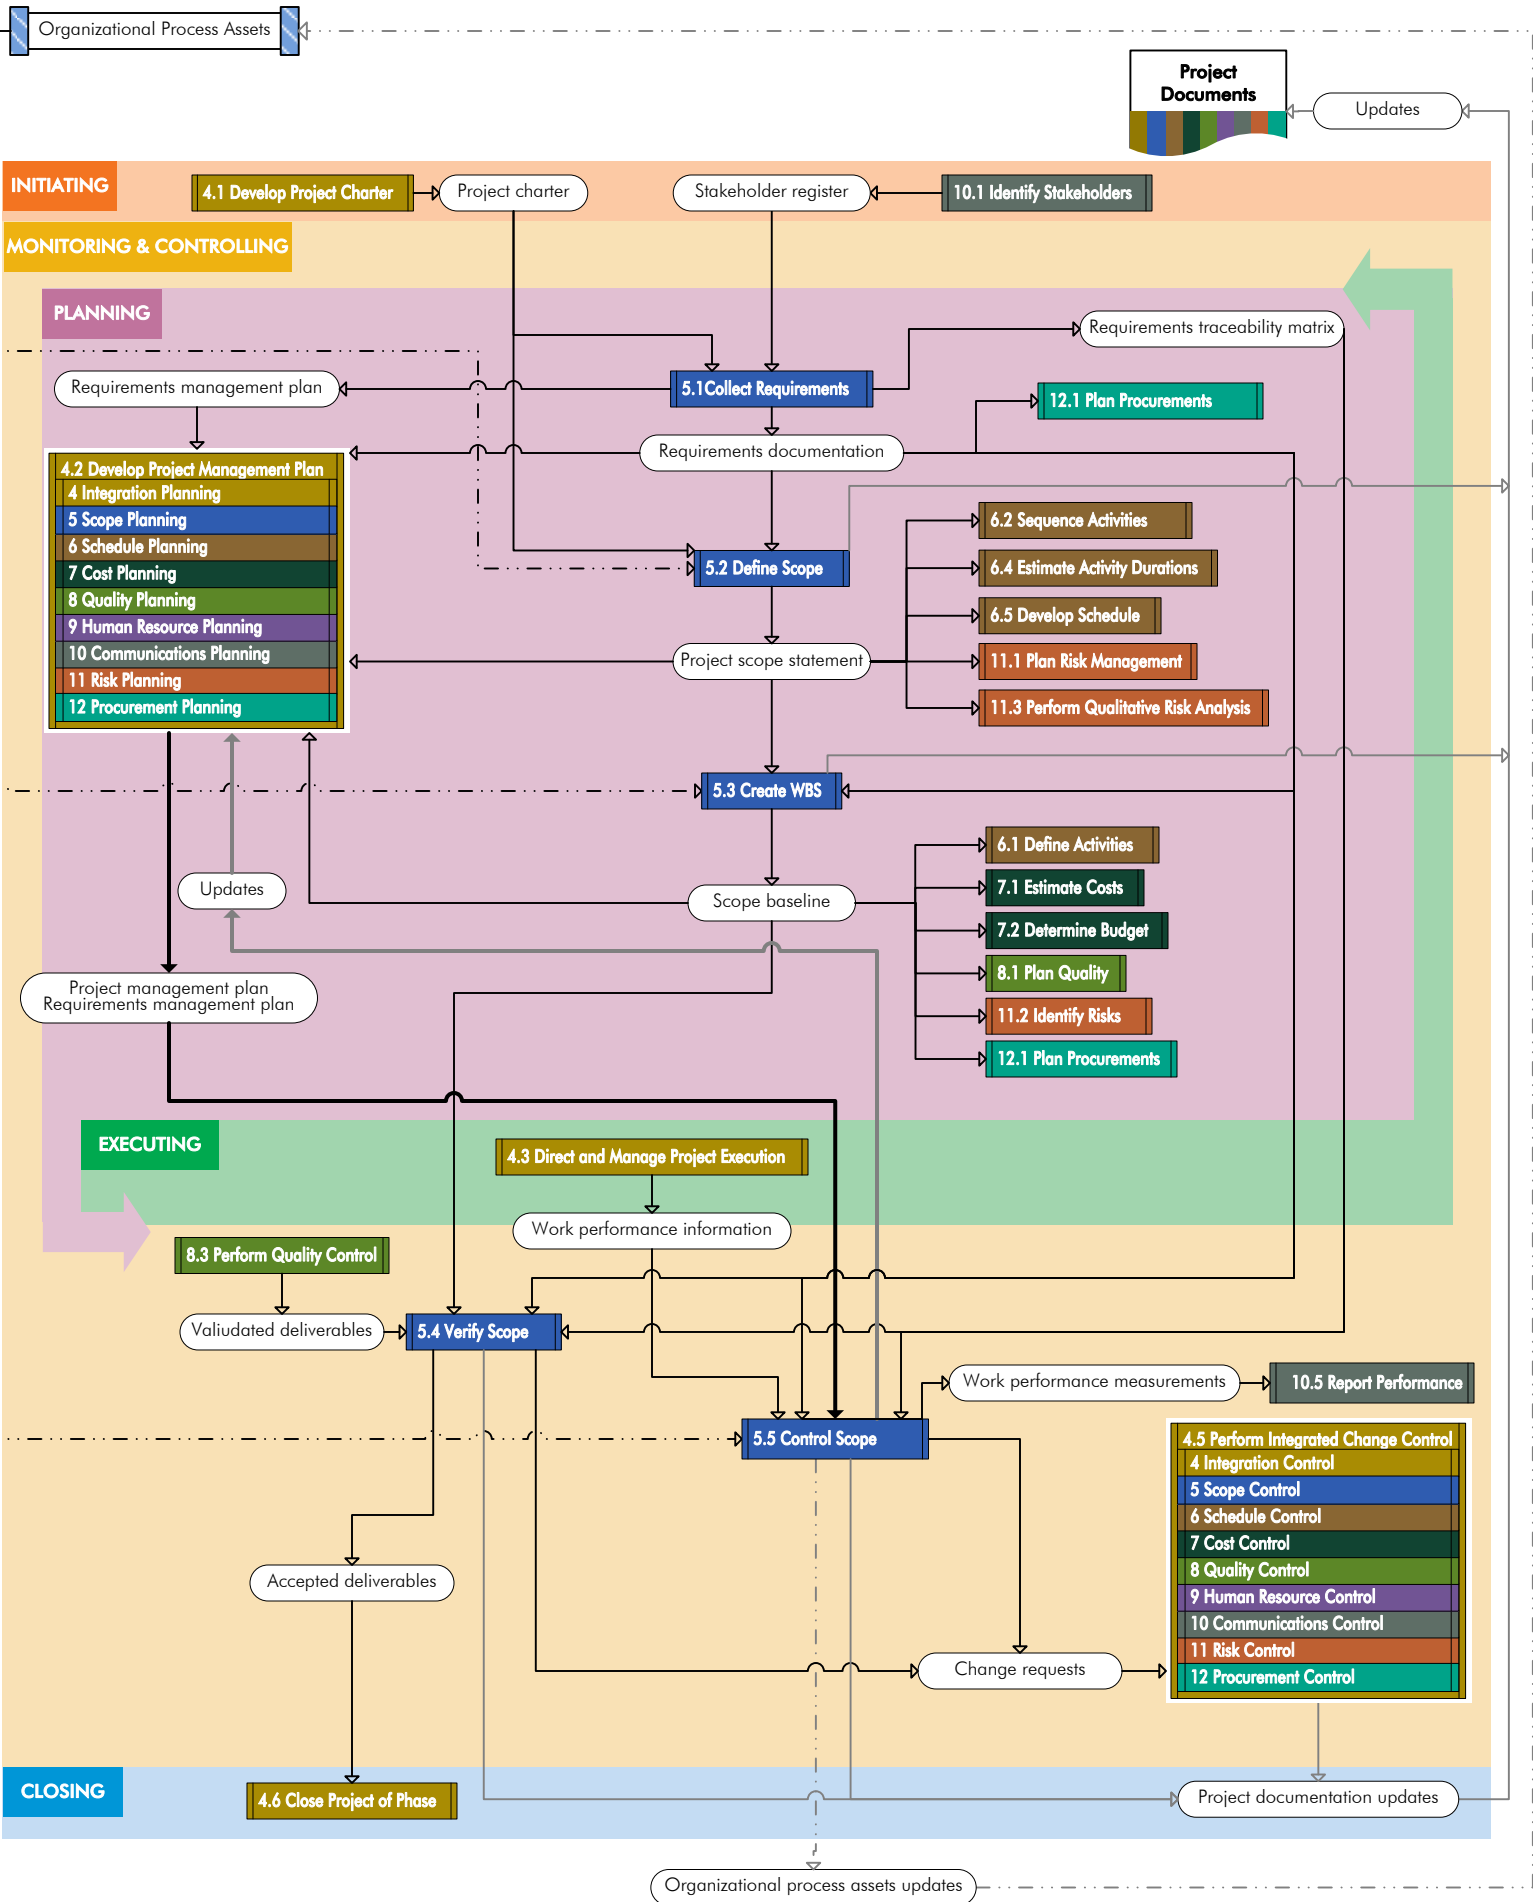 Organizational Process Assets
Project
Documents
Updates
INITIATING
4.1 Develop Project Charter
Project charter
Stakeholder register
10.1 Identify Stakeholders
MONITORING & CONTROLLING
PLANNING
Requirements traceability matrix
Requirements management plan
5.1Collect Requirements
12.1 Plan Procurements
Requirements documentation
4.2 Develop Project Management Plan
4 Integration Planning
5 Scope Planning
6 Schedule Planning
7 Cost Planning
8 Quality Planning
9 Human Resource Planning
10 Communications Planning
11 Risk Planning
12 Procurement Planning
6.2 Sequence Activities
5.2 Define Scope
6.4 Estimate Activity Durations
6.5 Develop Schedule
Project scope statement
11.1 Plan Risk Management
11.3 Perform Qualitative Risk Analysis
5.3 Create WBS
6.1 Define Activities
Updates
7.1 Estimate Costs
Scope baseline
7.2 Determine Budget
8.1 Plan Quality
Project management plan
Requirements management plan
11.2 Identify Risks
12.1 Plan Procurements
EXECUTING
4.3 Direct and Manage Project Execution
Work performance information
8.3 Perform Quality Control
Valiudated deliverables
5.4 Verify Scope
Work performance measurements
10.5 Report Performance
5.5 Control Scope
4.5 Perform Integrated Change Control
4 Integration Control
5 Scope Control
6 Schedule Control
7 Cost Control
8 Quality Control
9 Human Resource Control
10 Communications Control
11 Risk Control
12 Procurement Control
Accepted deliverables
Change requests
CLOSING
4.6 Close Project of Phase
Project documentation updates
Organizational process assets updates